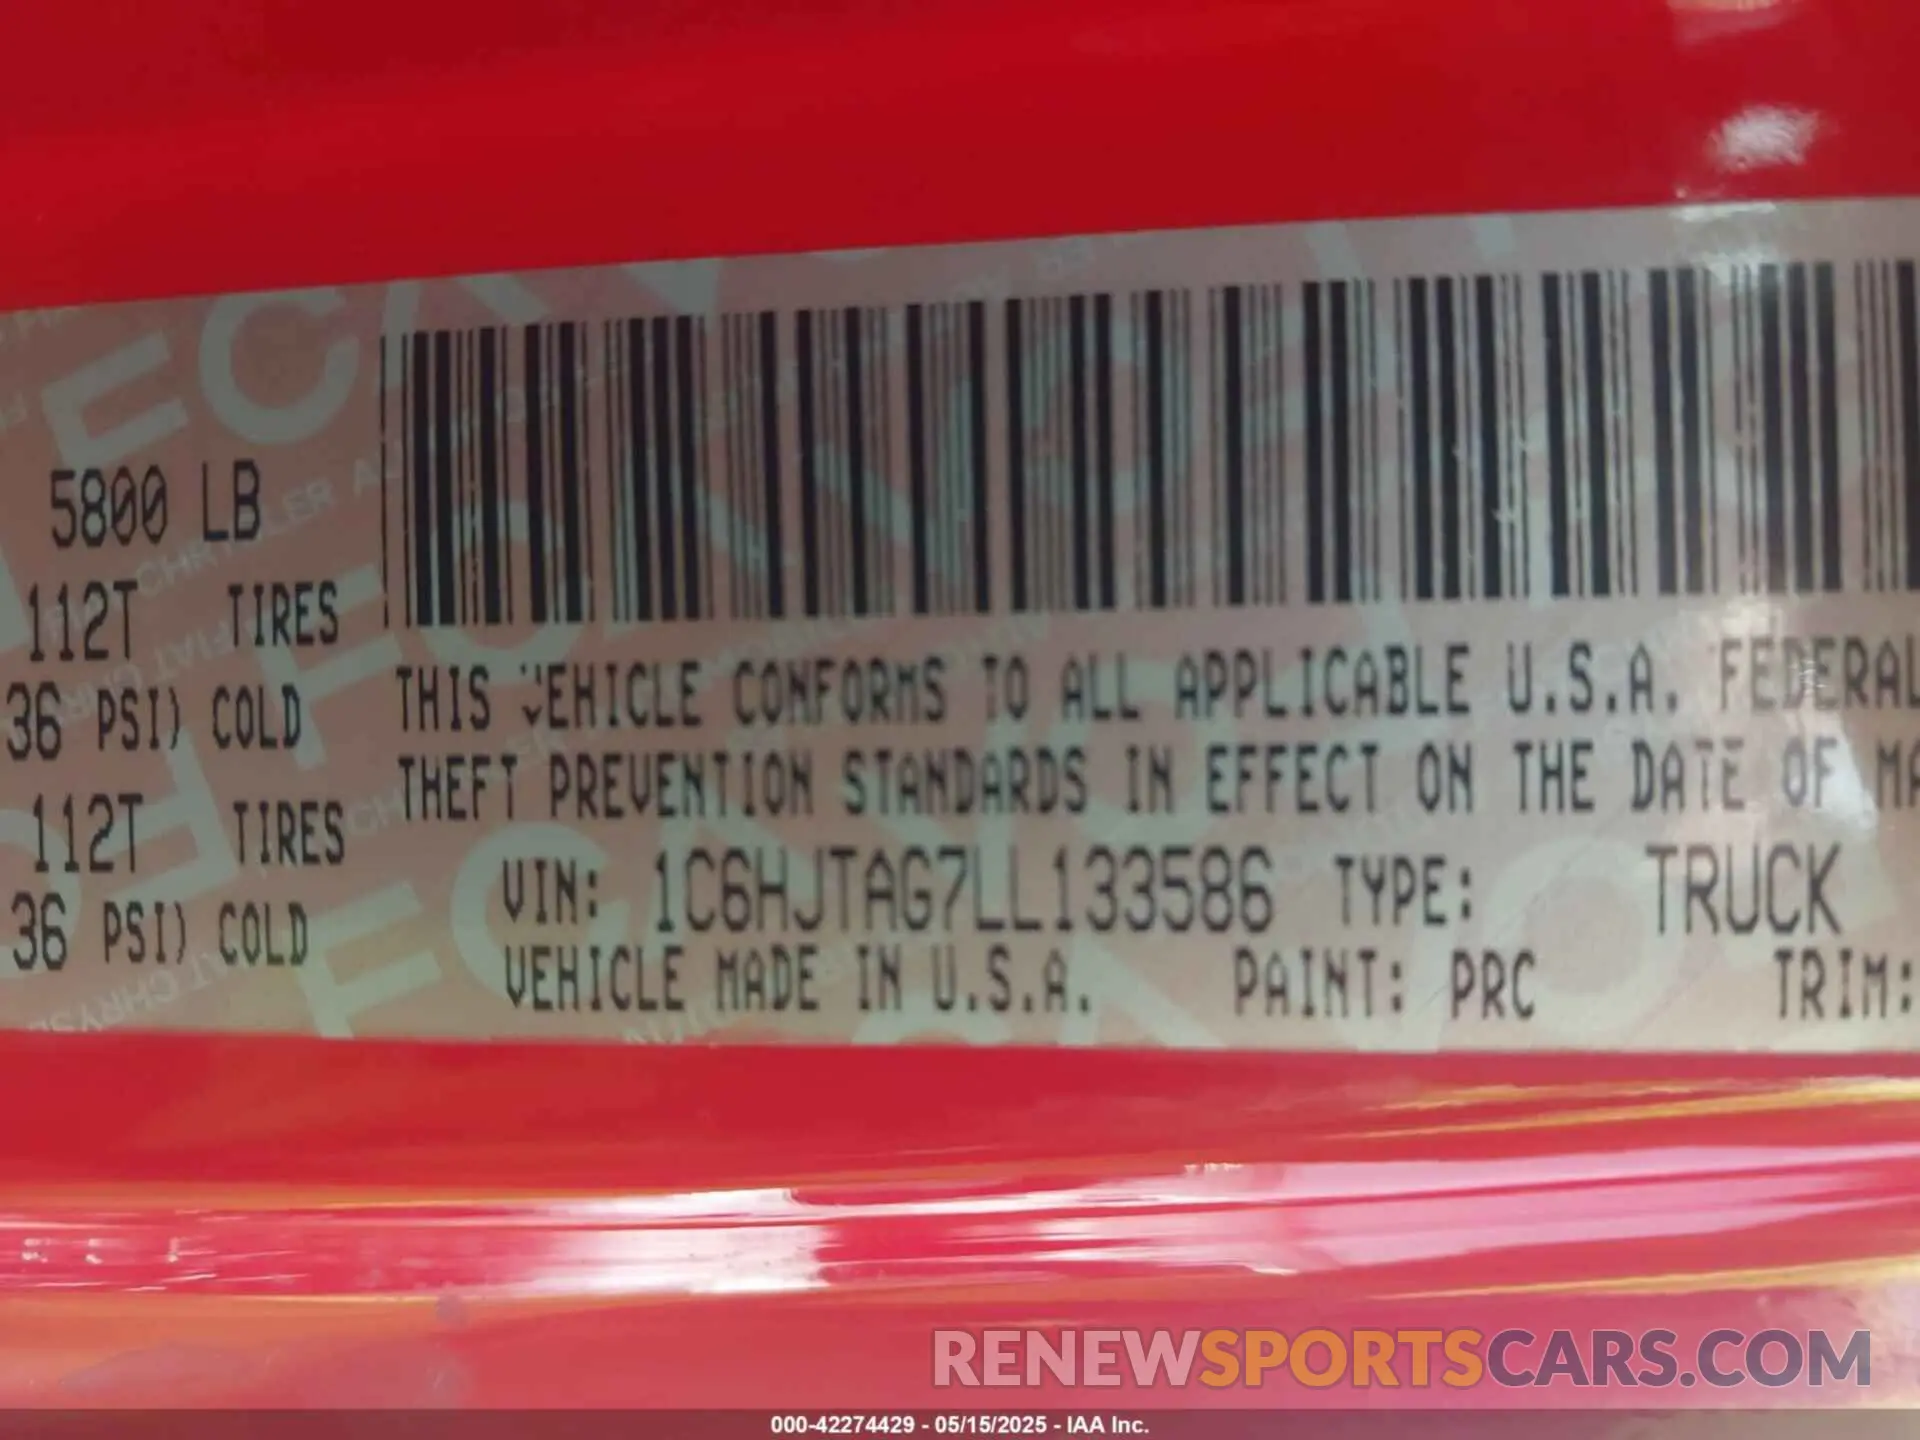 5800 LB
112T TIRES
36 PSI) COLD
112T TIRES
36 PSI) COLD
THIS VEHICLE CONFORMS TO ALL APPLICABLE U.S.A. FEDERAL
THEFT PREVENTION STANDARDS IN EFFECT ON THE DATE OF MA
VIN: 1C6HJTAG7LL133586 TYPE: TRUCK
VEHICLE MADE IN U.S.A. PAINT: PRC TRIM:
RENEWSPORTSCARS.COM
000-42274429 - 05/15/2025 - IAA Inc.